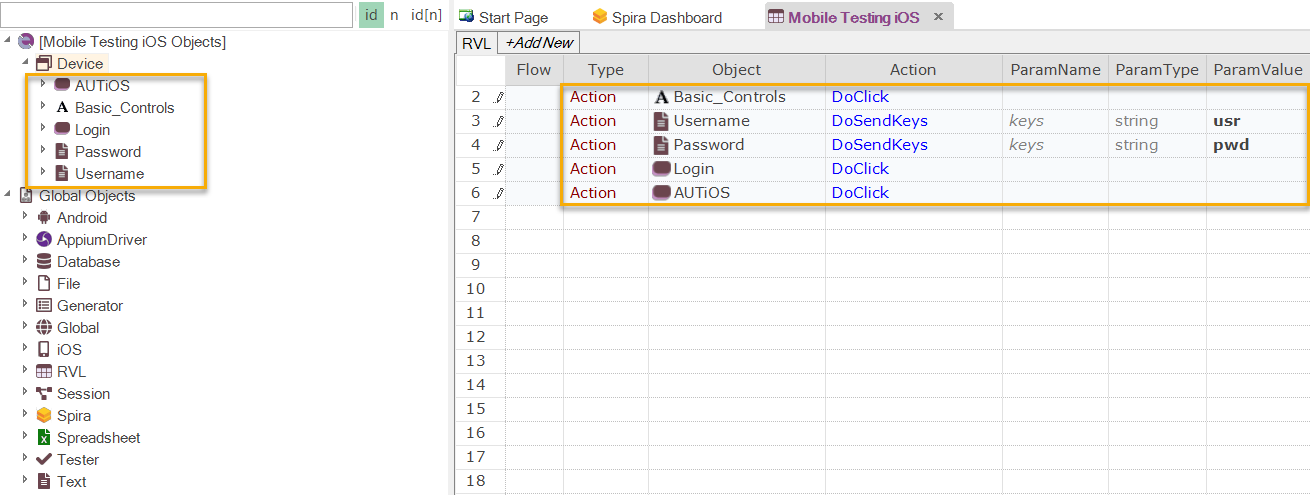 id n id[n]
[Mobile Testing iOS Objects]
Device
AUTiOS
A Basic_Controls
Login
Password
Username
Global Objects
Android
AppiumDriver
Database
File
Generator
Global
iOS
RVL
Session
Spira
X Spreadsheet
Tester
Text
Start Page Spira Dashboard Mobile Testing iOS ×
RVL +Add New
Flow Type Object Action ParamName ParamType ParamValue
2 Action A Basic_Controls DoClick
3 Action Username DoSendKeys keys string usr
4 Action Password DoSendKeys keys string pwd
5 Action Login DoClick
6 Action AUTiOS DoClick
7
8
9
10
11
12
13
14
15
16
17
18